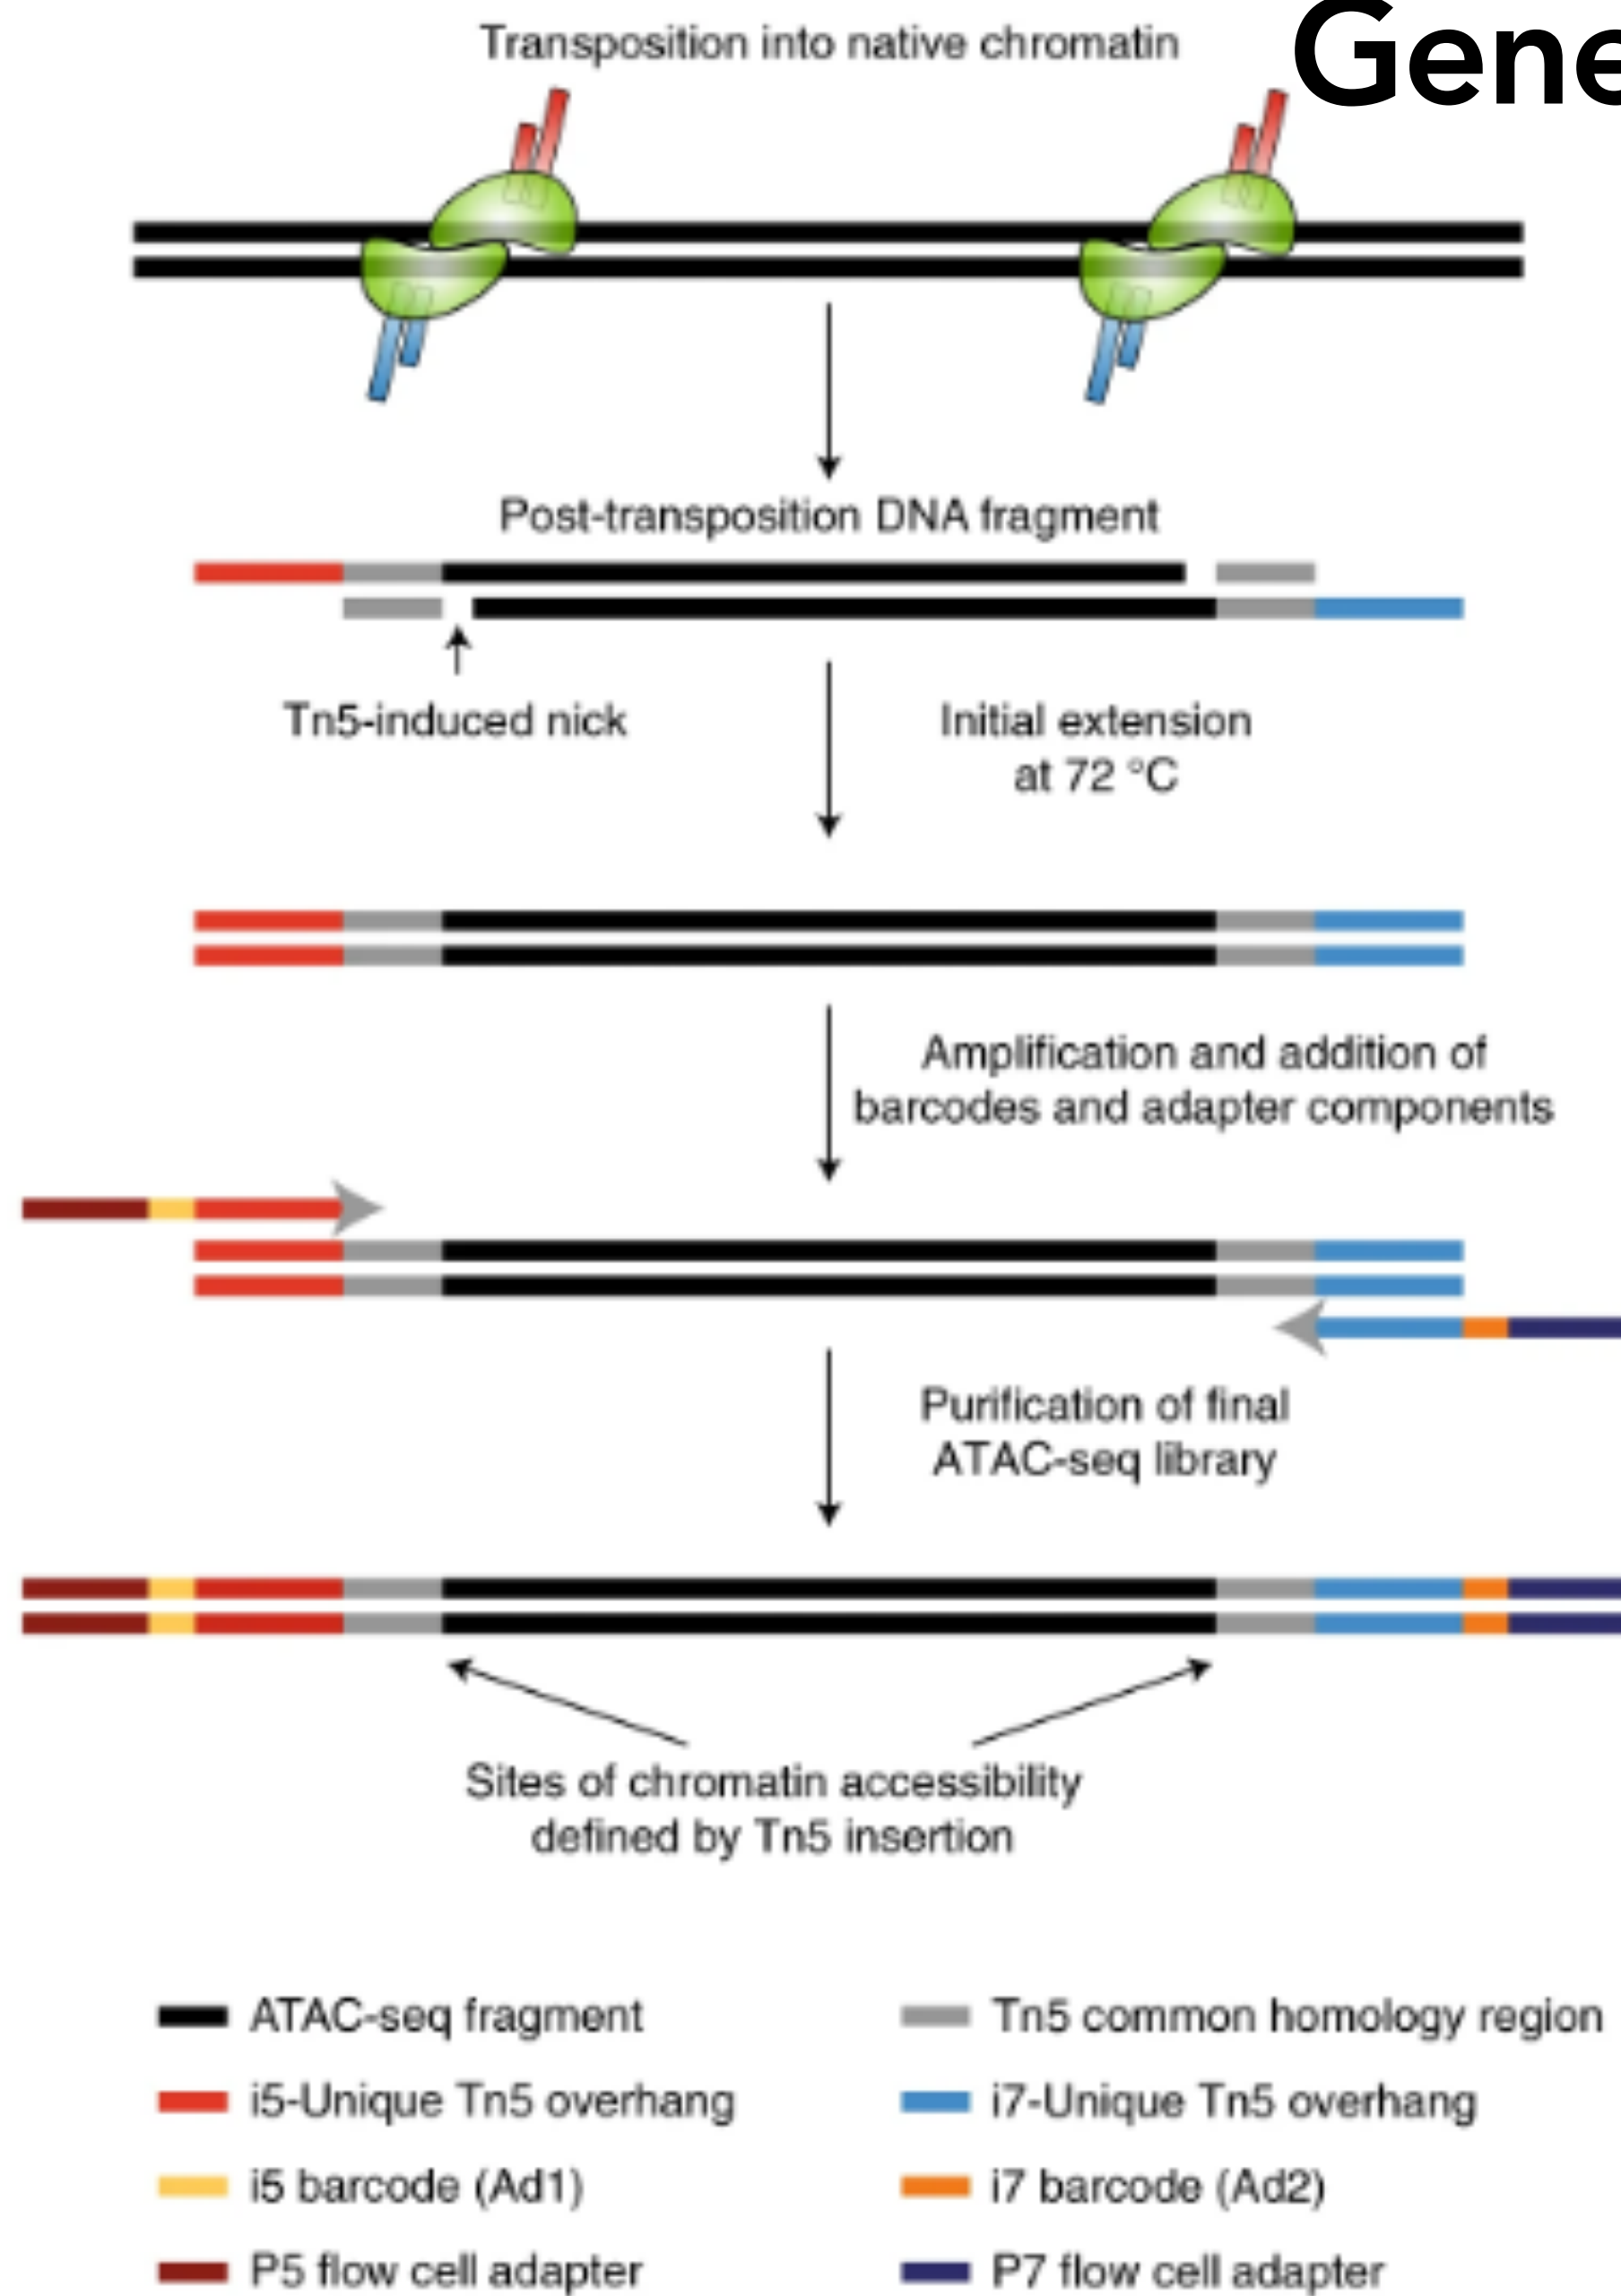 Transposition into native chromatin
Gene
Post-transposition DNA fragment
Tn5-induced nick
Initial extension
at 72 °C
Amplification and addition of
barcodes and adapter components
Purification of final
ATAC-seq library
Sites of chromatin accessibility
defined by Tn5 insertion
ATAC-seq fragment
Tn5 common homology region
i5-Unique Tn5 overhang
i7-Unique Tn5 overhang
i5 barcode (Ad1)
i7 barcode (Ad2)
P5 flow cell adapter
P7 flow cell adapter